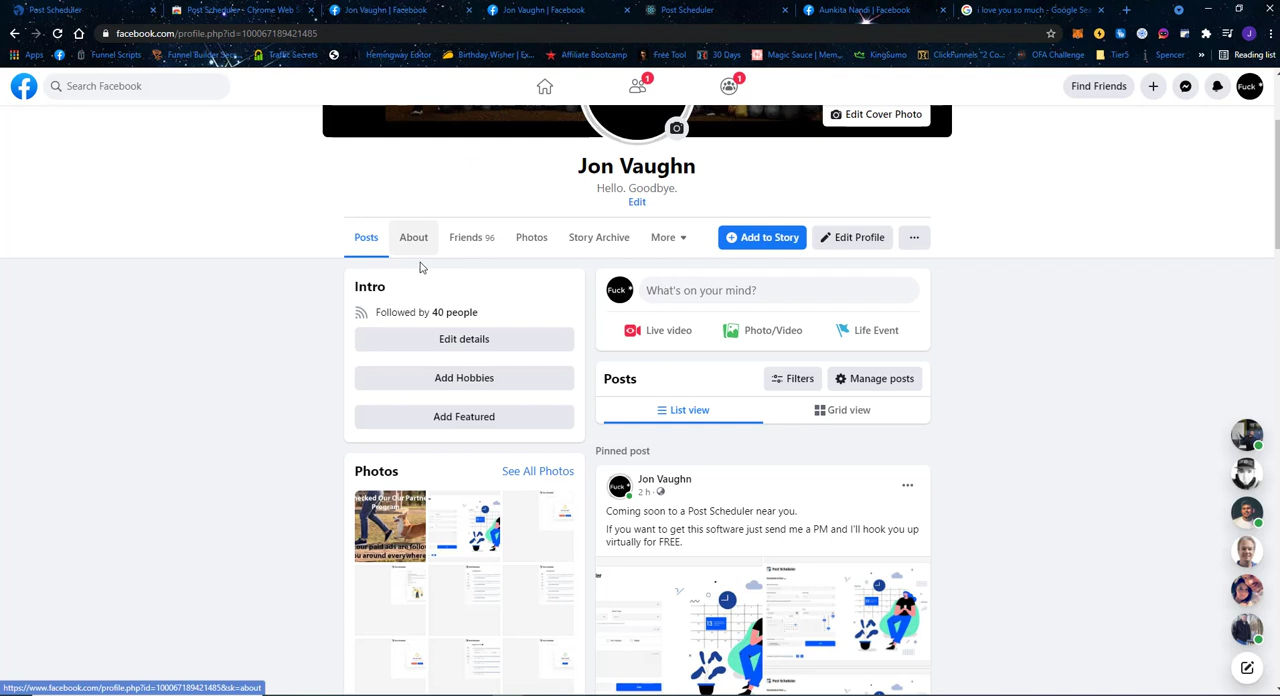 Post Scheduler
Post Scheduler - Chrome Web S
Jon Vaughn | Facebook
Jon Vaughn | Facebook
Post Scheduler
Aunkita Nandi | Facebook
i love you so much - Google Sea
facebook.com/profile.php?id=100067189421485
Apps
Funnel Scripts
Funnel Builder Secr
Traffic Secrets
Hemingway Editor
Birthday.Wisher | Ex...
Affiliate Bootcamp
Free Tool
30 Days
Magic Sauce | Mem...
KingSumo
ClickFunnels "2 Co...
OFA Challenge
Tier5
Spencer
»
Reading list
Search Facebook
1
1
Find Friends
Fuck *
Edit Cover Photo
Jon Vaughn
Hello. Goodbye.
Edit
Posts
About
Friends 96
Photos
Story Archive
More
Add to Story
Edit Profile
Intro
Followed by 40 people
Edit details
Add Hobbies
Add Featured
Fuck *
What's on your mind?
Live video
Photo/Video
Life Event
Posts
Filters
Manage posts
List view
Grid view
Pinned post
Photos
See All Photos
Fuck *
Jon Vaughn
2 h ·
Coming soon to a Post Scheduler near you.
If you want to get this software just send me a PM and I'll hook you up
virtually for FREE.
Post Scheduler
https://www.facebook.com/profile.php?id=100067189421485&sk=about